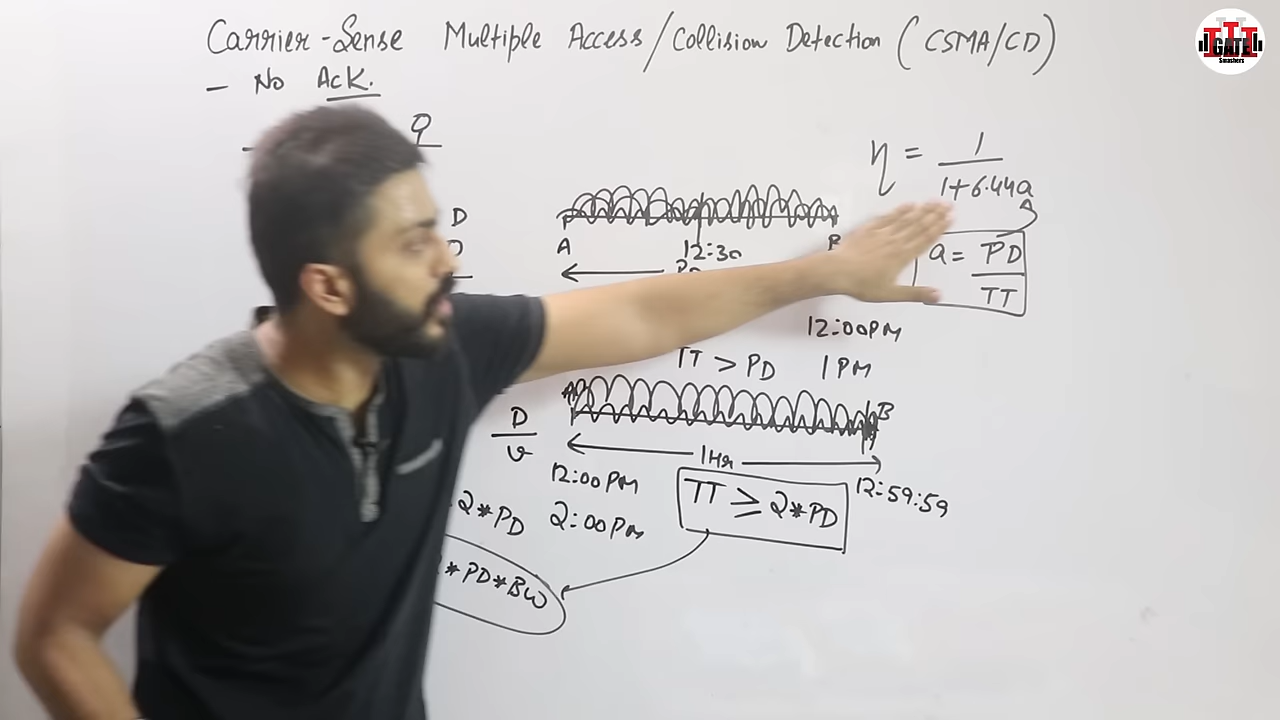 Carrier-Sense Multiple Access/Collision Detection (CSMA/CD)
- No Ack.
GATE
Smashers
η = 1
1+6.44a
D
A
12:30
B
a = PD
TT
12:00PM
TT > PD 1PM
B
D
v
1Hr
12:00PM
12:59:59
TT ≥ 2*PD
2*PD
2:00PM
*PD*BW